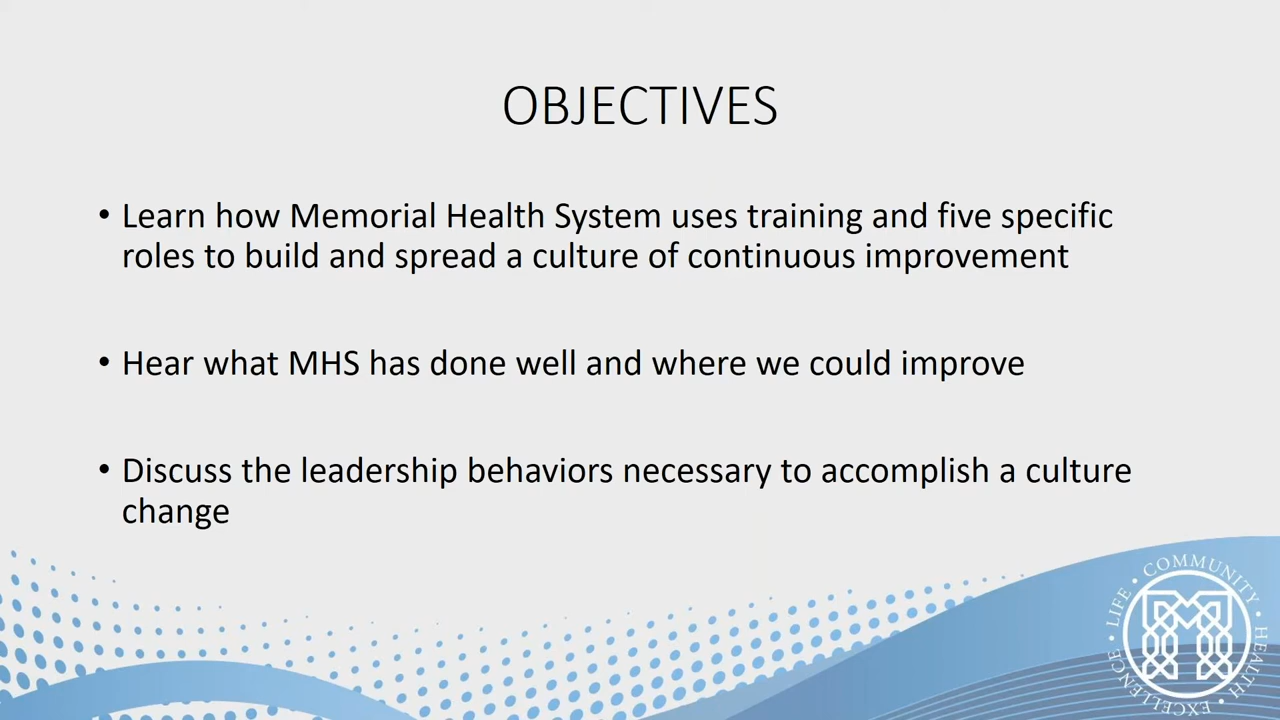 OBJECTIVES
• Learn how Memorial Health System uses training and five specific
roles to build and spread a culture of continuous improvement
• Hear what MHS has done well and where we could improve
• Discuss the leadership behaviors necessary to accomplish a culture
change
LIFE • COMMUNITY • HEALTH • EXCELLENCE •